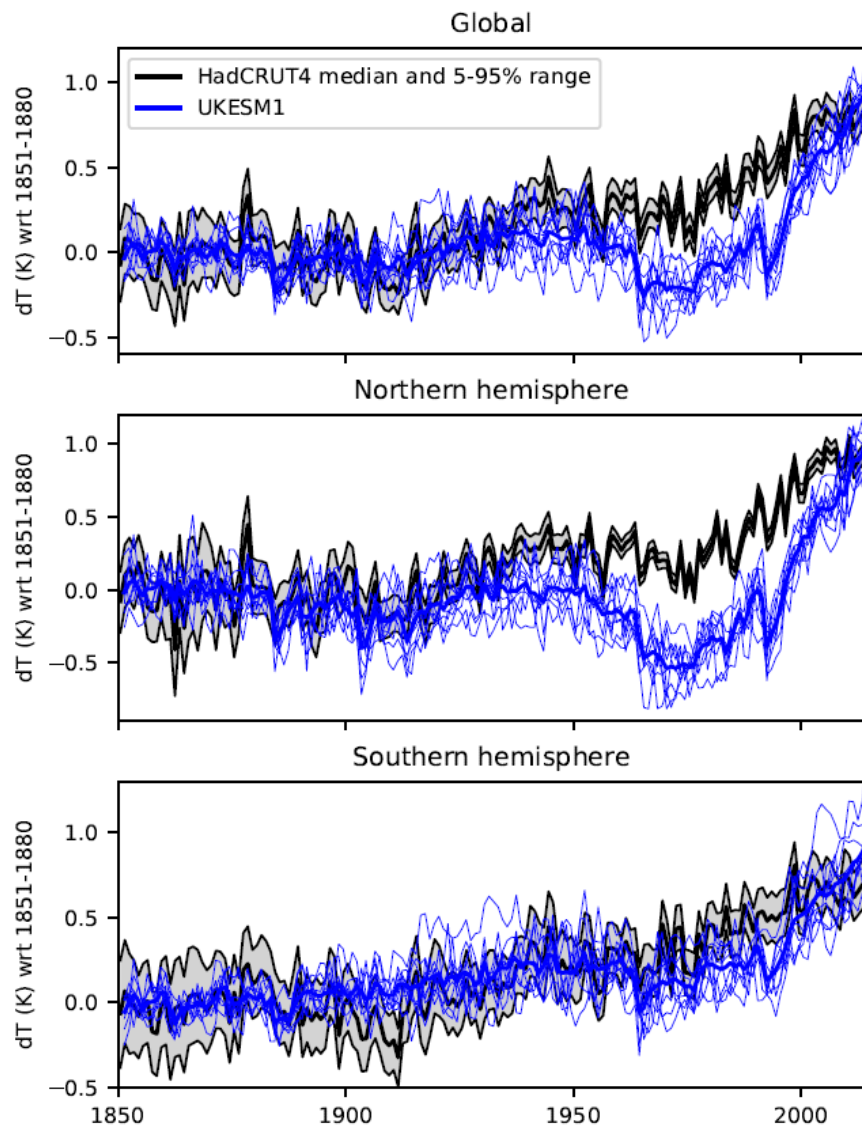 Global
HadCRUT4 median and 5-95% range
UKESM1
dT (K) wrt 1851-1880
1.0
0.5
0.0
−0.5
Northern hemisphere
dT (K) wrt 1851-1880
1.0
0.5
0.0
−0.5
Southern hemisphere
dT (K) wrt 1851-1880
1.0
0.5
0.0
−0.5
1850 1900 1950 2000